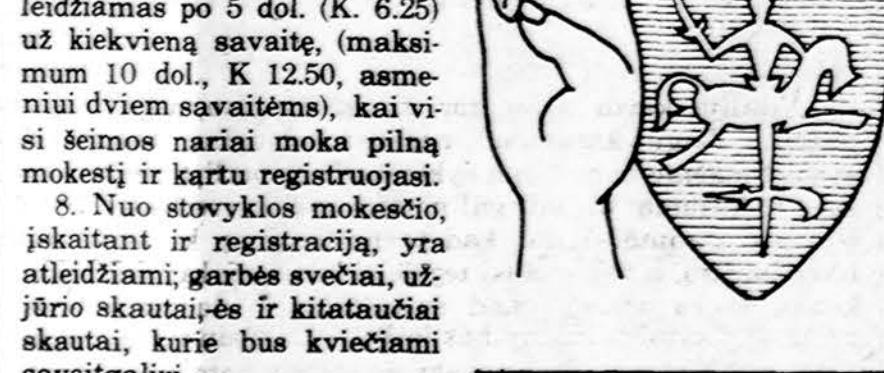 leidžiamas po 5 dol. (K. 6.25)
už kiekvieną savaitę, (maksi-
mum 10 dol., K 12.50, asme-
niui dviem savaitėms), kai vi-
si šeimos nariai moka pilną
mokestį ir kartu registruojasi.
8. Nuo stovyklos mokesčio,
įskaitant ir registraciją, yra
atleidžiami; garbės svečiai, už-
jūrio skautai,-ės ir kitataučiai
skautai, kurie bus kviečiami
savaitgaliui